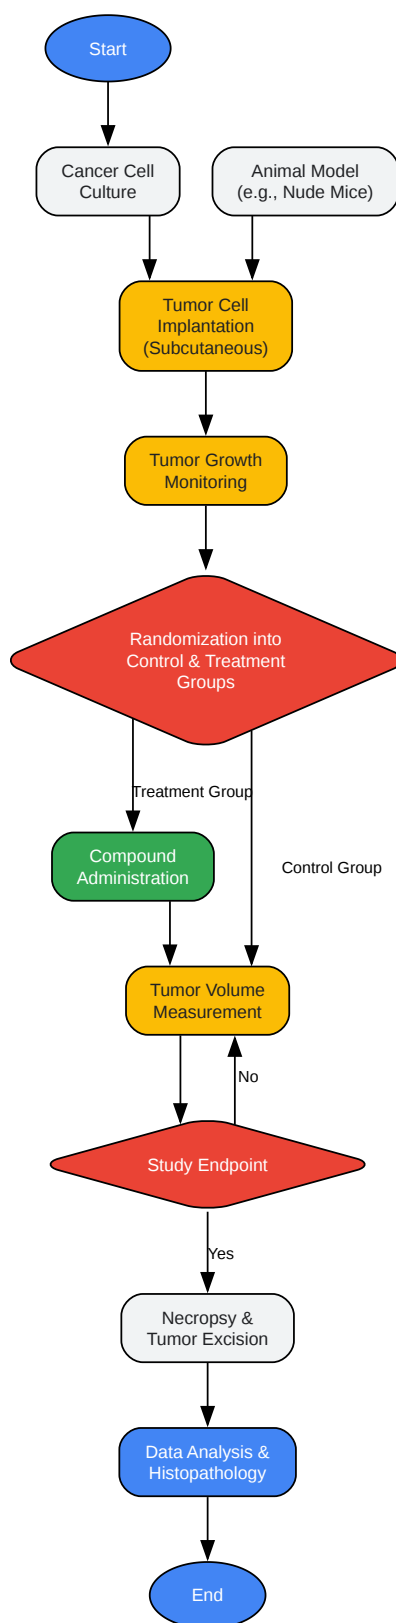 Start
Cancer Cell
Culture
Animal Model
(e.g., Nude Mice)
Tumor Cell
Implantation
(Subcutaneous)
Tumor Growth
Monitoring
Randomization into
Control & Treatment
Groups
Treatment Group
Compound
Administration
Control Group
Tumor Volume
Measurement
No
Study Endpoint
Yes
Necropsy &
Tumor Excision
Data Analysis &
Histopathology
End